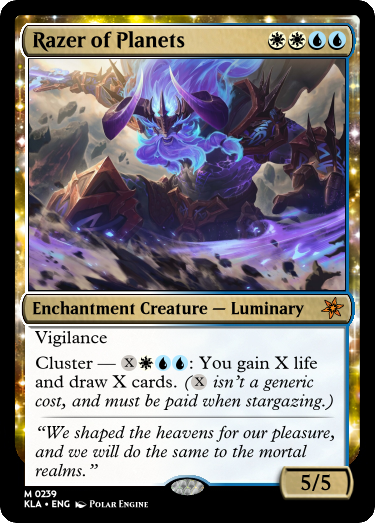 Razer of Planets
Enchantment Creature — Luminary
Vigilance
Cluster — X: You gain X life
and draw X cards. (X isn't a generic
cost, and must be paid when stargazing.)
“We shaped the heavens for our pleasure,
and we will do the same to the mortal
realms.”
5/5
M 0239
KLA • ENG Polar Engine